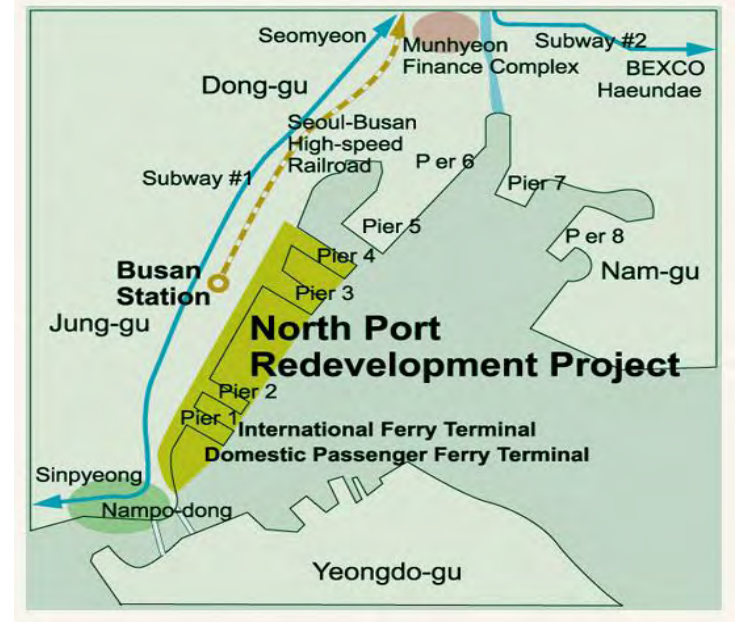 Seomyeon
Munhyeon
Finance Complex
Subway #2
BEXCO
Haeundae
Dong-gu
Seoul-Busan
High-speed
Railroad
P er 6
Subway #1
Pier 7
Pier 5
P er 8
Pier 4
Busan
Station
Nam-gu
Pier 3
Jung-gu
North Port
Redevelopment Project
Pier 2
Pier 1
International Ferry Terminal
Domestic Passenger Ferry Terminal
Sinpyeong
Nampo-dong
Yeongdo-gu